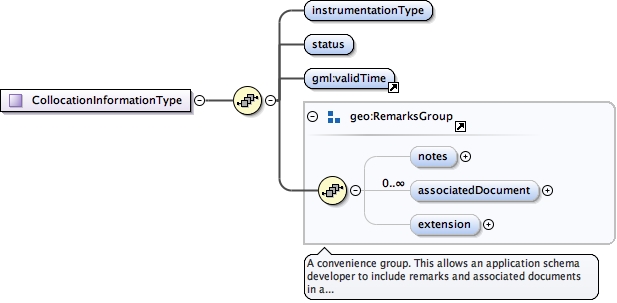 instrumentationType
status
gml:validTime
CollocationInformationType
geo:RemarksGroup
notes
0..∞
associatedDocument
extension
A convenience group. This allows an application schema
developer to include remarks and associated documents
in a...